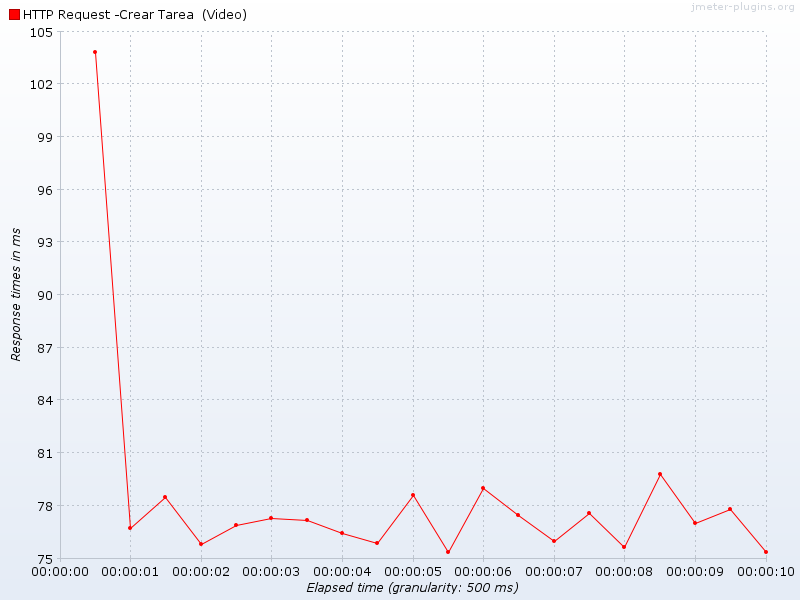 jmeter-plugins.org
HTTP Request -Crear Tarea  (Video)
105
102
99
96
93
90
87
84
81
78
75
Response times in ms
00:00:00 00:00:01 00:00:02 00:00:03 00:00:04 00:00:05 00:00:06 00:00:07 00:00:08 00:00:09 00:00:10
Elapsed time (granularity: 500 ms)